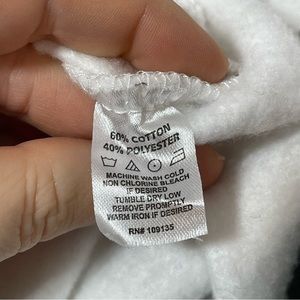 60% COTTON
40% POLYESTER
MACHINE WASH COLD
NON CHLORINE BLEACH
IF DESIRED
TUMBLE DRY LOW
REMOVE PROMPTLY
WARM IRON IF DESIRED
RN# 109135